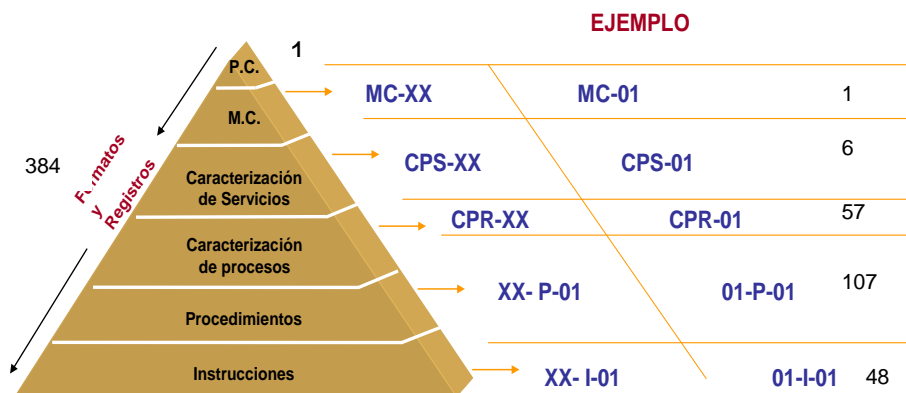 EJEMPLO
1
P.C.
MC-XX MC-01 1
M.C.
384
Formatos
y
Registros
CPS-XX CPS-01 6
Caracterización
de Servicios
CPR-XX CPR-01 57
Caracterización
de procesos
XX- P-01 01-P-01 107
Procedimientos
Instrucciones
XX- I-01 01-I-01 48